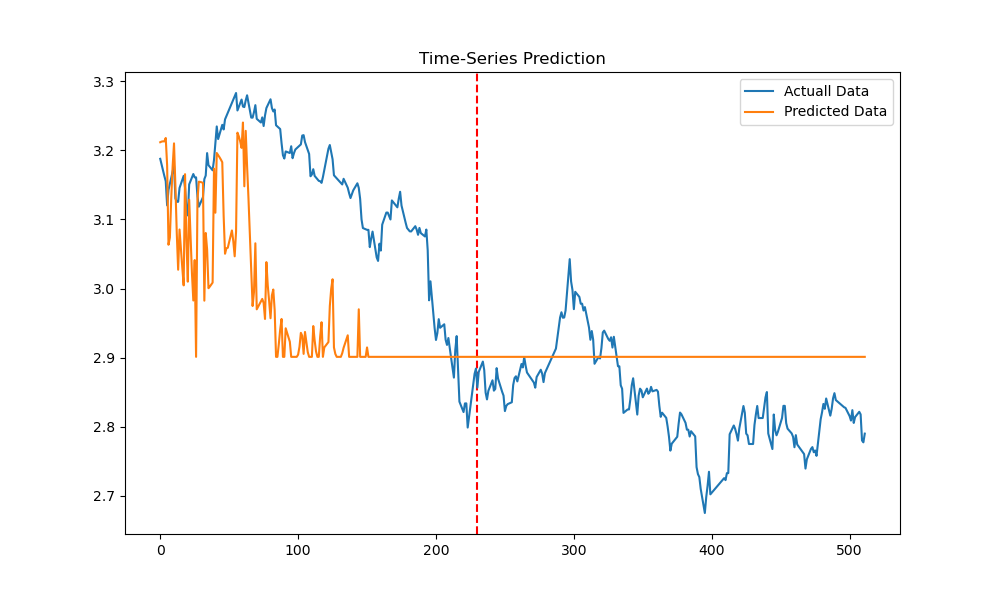 Time-Series Prediction
Actuall Data
Predicted Data
3.3
3.2
3.1
3.0
2.9
2.8
2.7
0 100 200 300 400 500